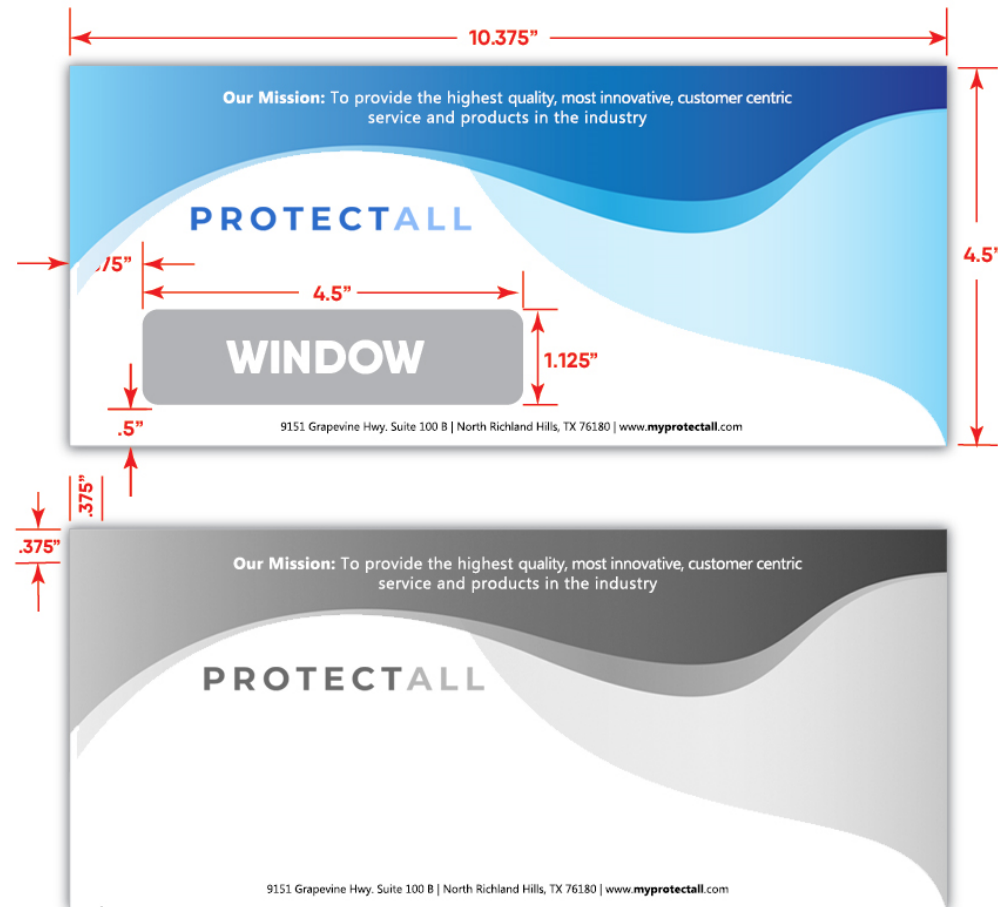 10.375”
Our Mission: To provide the highest quality, most innovative, customer centric
service and products in the industry
PROTECTALL
4.5”
75”
4.5”
WINDOW
1.125”
.5”
9151 Grapevine Hwy. Suite 100 B | North Richland Hills, TX 76180 | www.myprotectall.com
.375”
.375”
Our Mission: To provide the highest quality, most innovative, customer centric
service and products in the industry
PROTECTALL
9151 Grapevine Hwy. Suite 100 B | North Richland Hills, TX 76180 | www.myprotectall.com